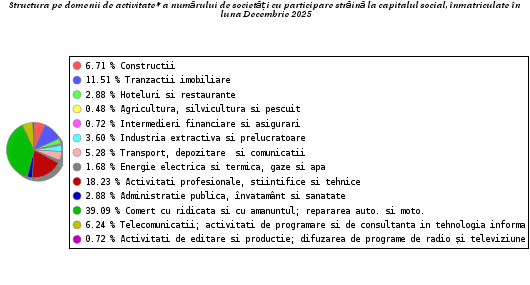 Structura pe domenii de activitate* a numărului de societăți cu participare străină la capitalul social, înmatriculate în
luna Decembrie 2025
6.71 % Constructii
11.51 % Tranzactii imobiliare
2.88 % Hoteluri si restaurante
0.48 % Agricultura, silvicultura si pescuit
0.72 % Intermedieri financiare si asigurari
3.60 % Industria extractiva si prelucratoare
5.28 % Transport, depozitare  si comunicatii
1.68 % Energie electrica si termica, gaze si apa
18.23 % Activitati profesionale, stiintifice si tehnice
2.88 % Administratie publica, învatamânt si sanatate
39.09 % Comert cu ridicata si cu amanuntul; repararea auto. si moto.
6.24 % Telecomunicatii; activitati de programare si de consultanta in tehnologia informa
0.72 % Activitati de editare si productie; difuzarea de programe de radio și televiziune